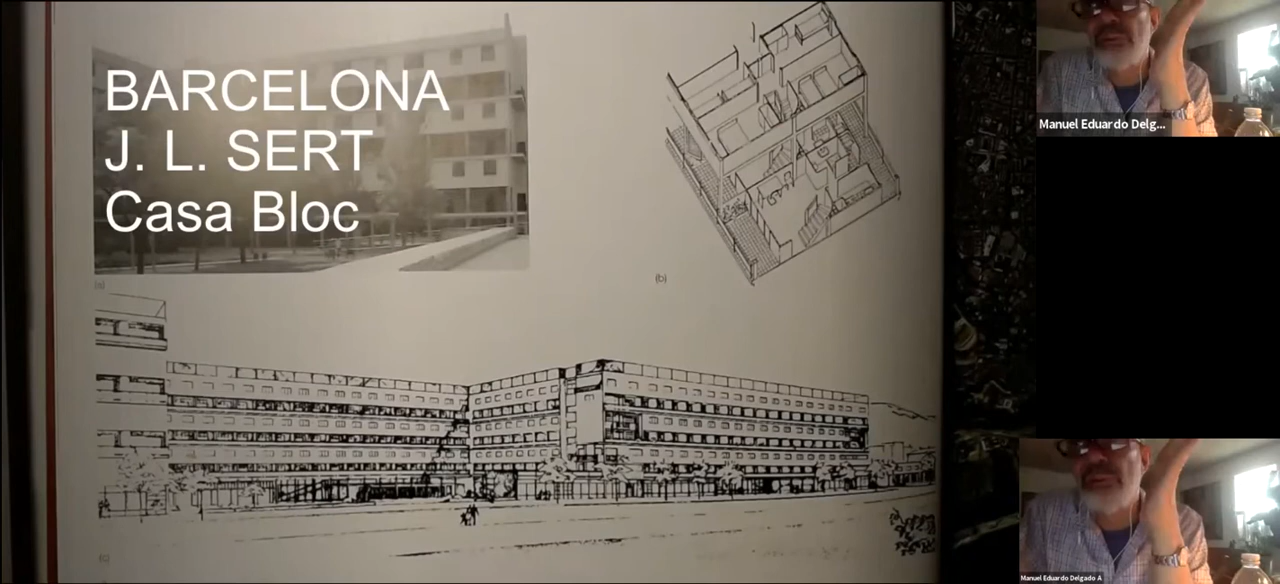 BARCELONA
J. L. SERT
Casa Bloc
(a)
(b)
(c)
Manuel Eduardo Delg...
Manuel Eduardo Delgado A